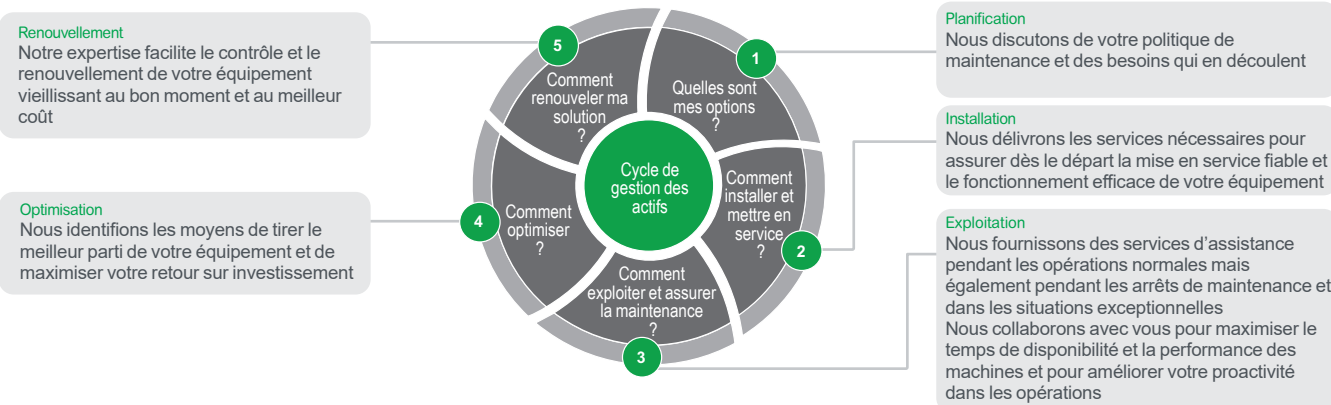 Renouvellement
Notre expertise facilite le contrôle et le
renouvellement de votre équipement
vieillissant au bon moment et au meilleur
coût
Optimisation
Nous identifions les moyens de tirer le
meilleur parti de votre équipement et de
maximiser votre retour sur investissement
5
Comment
renouveler ma
solution
?
1
Quelles sont
mes options
?
Cycle de
gestion des
actifs
Comment
installer et
mettre en
service
?
2
4
Comment
optimiser
?
Comment
exploiter et assurer
la maintenance
?
3
Planification
Nous discutons de votre politique de
maintenance et des besoins qui en découlent
Installation
Nous délivrons les services nécessaires pour
assurer dès le départ la mise en service fiable et
le fonctionnement efficace de votre équipement
Exploitation
Nous fournissons des services d’assistance
pendant les opérations normales mais
également pendant les arrêts de maintenance et
dans les situations exceptionnelles
Nous collaborons avec vous pour maximiser le
temps de disponibilité et la performance des
machines et pour améliorer votre proactivité
dans les opérations